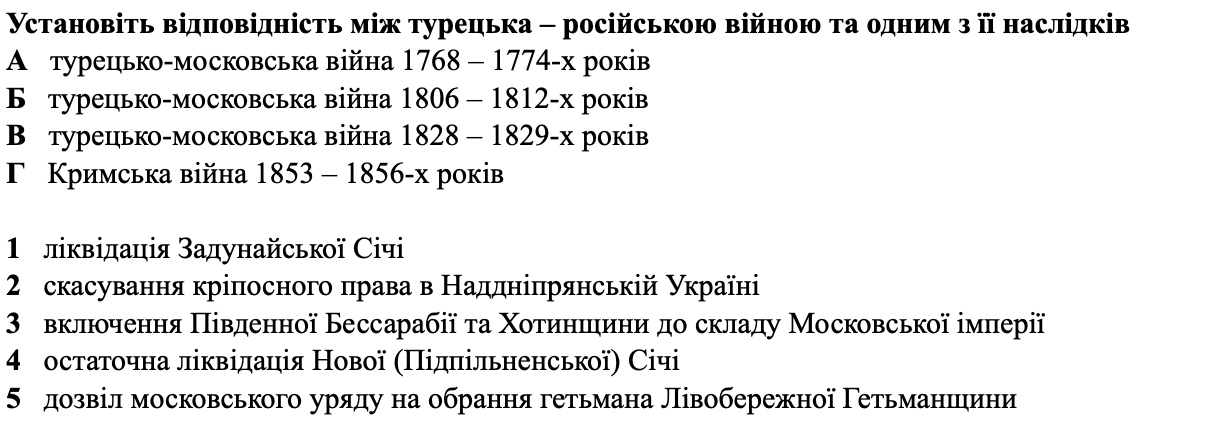 Установіть відповідність між турецька – російською війною та одним з її наслідків
А турецько-московська війна 1768 – 1774-х років
Б турецько-московська війна 1806 – 1812-х років
В турецько-московська війна 1828 – 1829-х років
Г Кримська війна 1853 – 1856-х років
1 ліквідація Задунайської Січі
2 скасування кріпосного права в Наддніпрянській Україні
3 включення Південної Бессарабії та Хотинщини до складу Московської імперії
4 остаточна ліквідація Нової (Підпільненської) Січі
5 дозвіл московського уряду на обрання гетьмана Лівобережної Гетьманщини